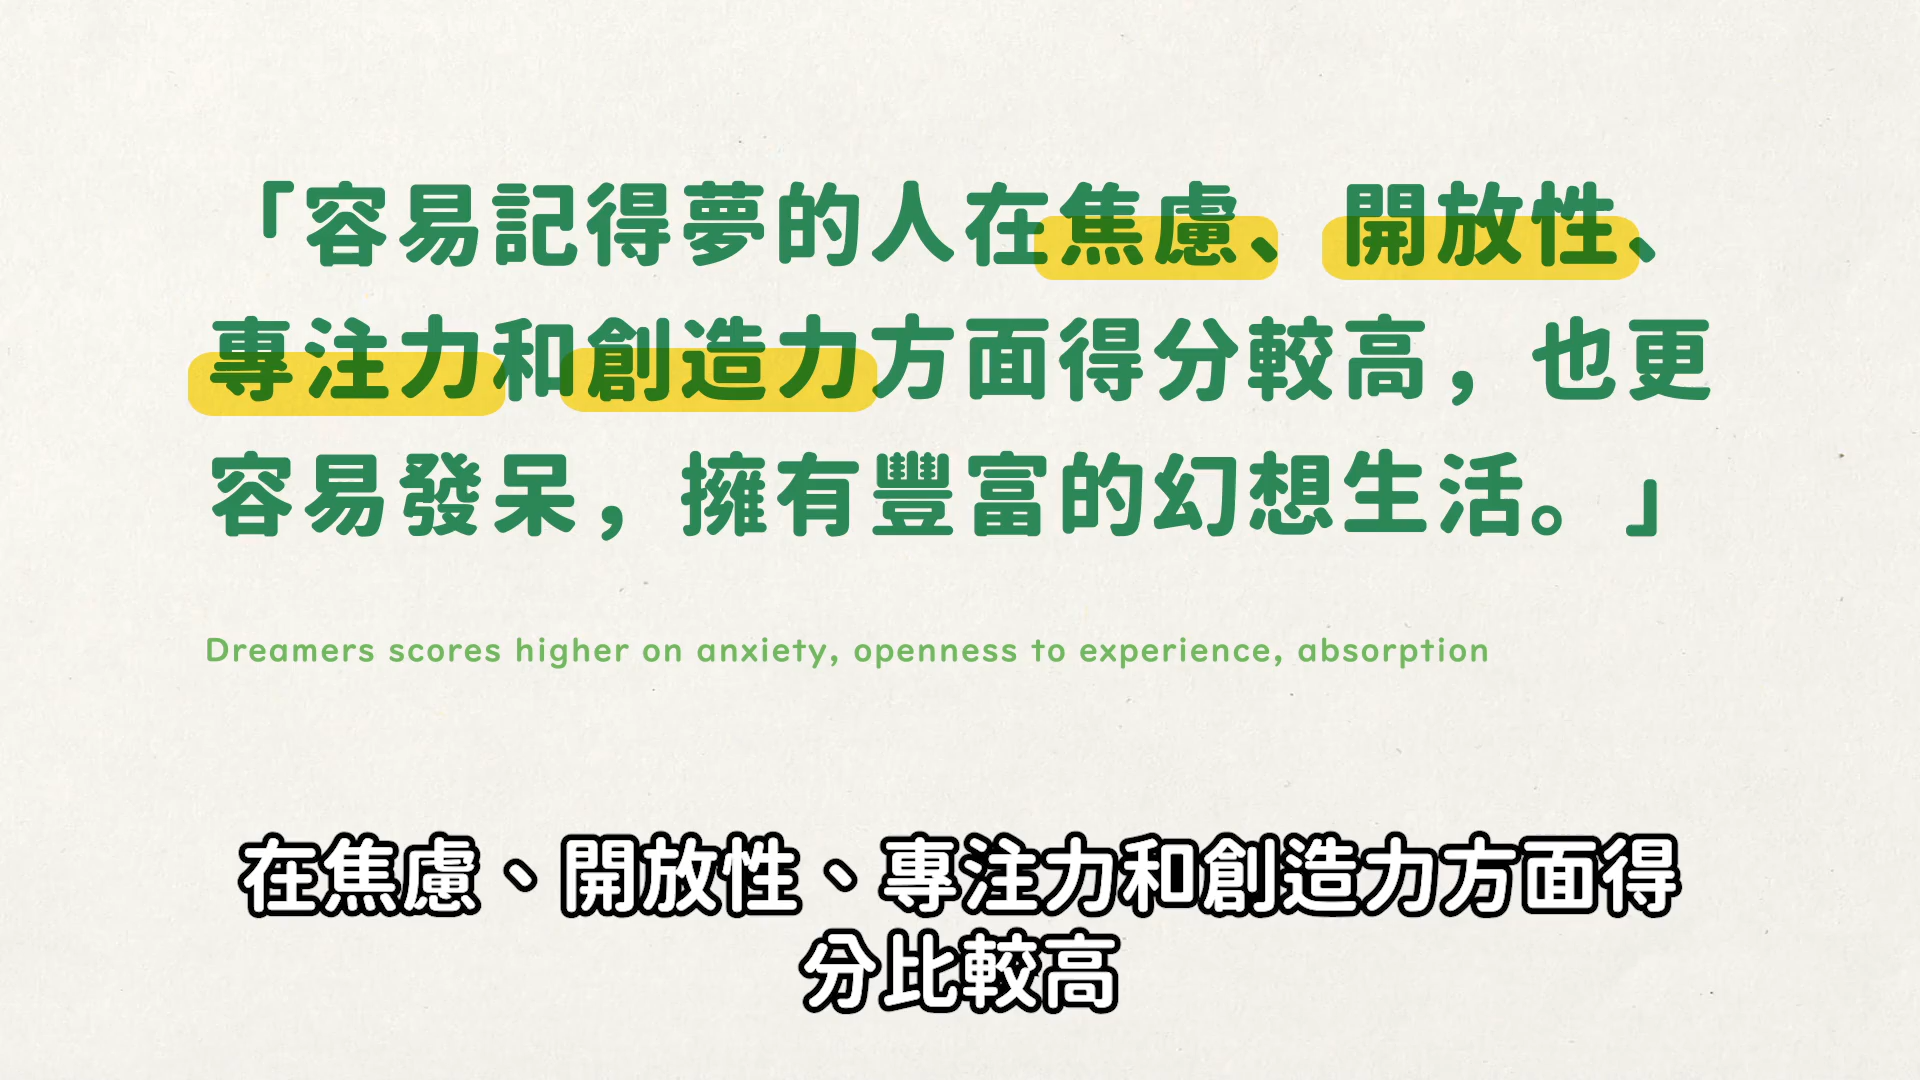 「容易記得夢的人在焦慮、開放性、
專注力和創造力方面得分較高，也更
容易發呆，擁有豐富的幻想生活。」
Dreamers scores higher on anxiety, openness to experience, absorption
在焦慮、開放性、專注力和創造力方面得
分比較高